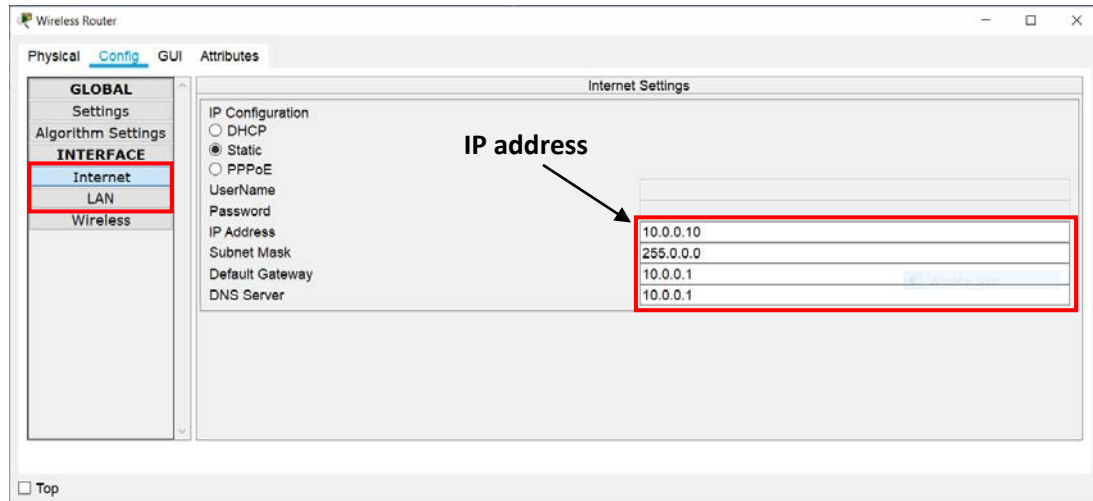 Wireless Router
Physical Config GUI Attributes
GLOBAL
Settings
Algorithm Settings
INTERFACE
Internet
LAN
Wireless
Internet Settings
IP Configuration
DHCP
Static
PPPoE
IP address
UserName
Password
IP Address 10.0.0.10
Subnet Mask 255.0.0.0
Default Gateway 10.0.0.1
DNS Server 10.0.0.1
Top